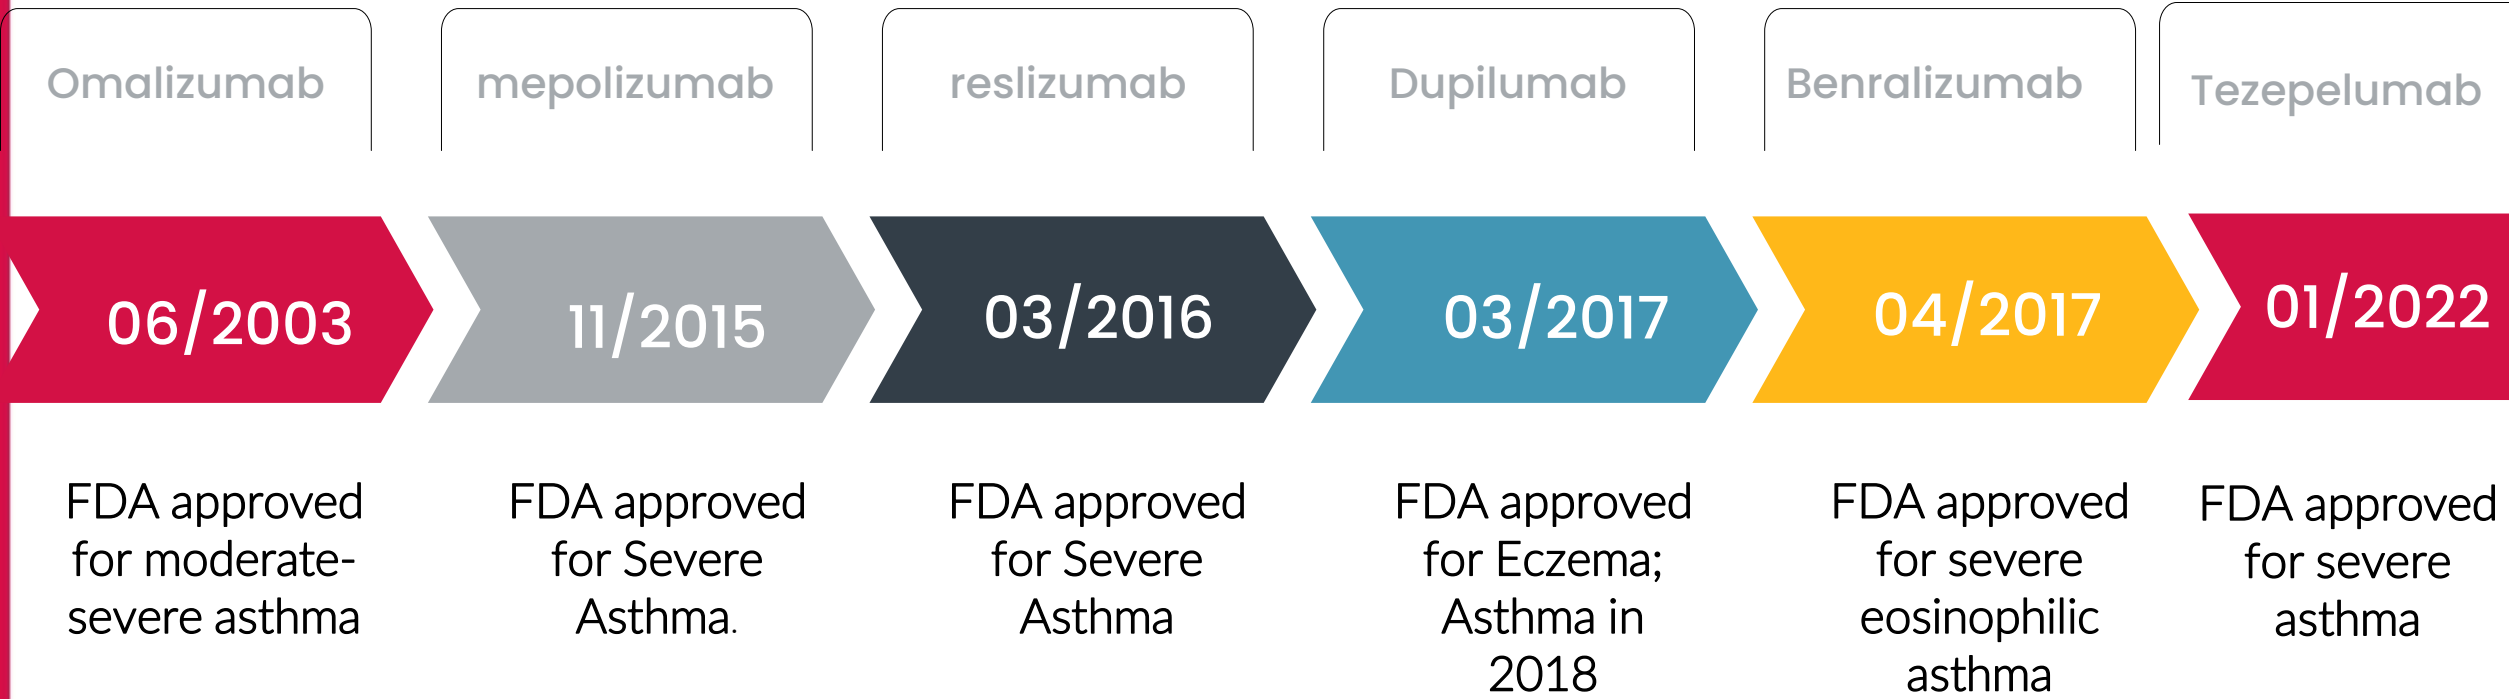 Omalizumab
mepolizumab
reslizumab
Dupilumab
Benralizumab
Tezepelumab
06/2003
11/2015
03/2016
03/2017
04/2017
01/2022
FDA approved
for moderate-
severe asthma
FDA approved
for Severe
Asthma.
FDA approved
for Severe
Asthma
FDA approved
for Eczema;
Asthma in
2018
FDA approved
for severe
eosinophilic
asthma
FDA approved
for severe
asthma